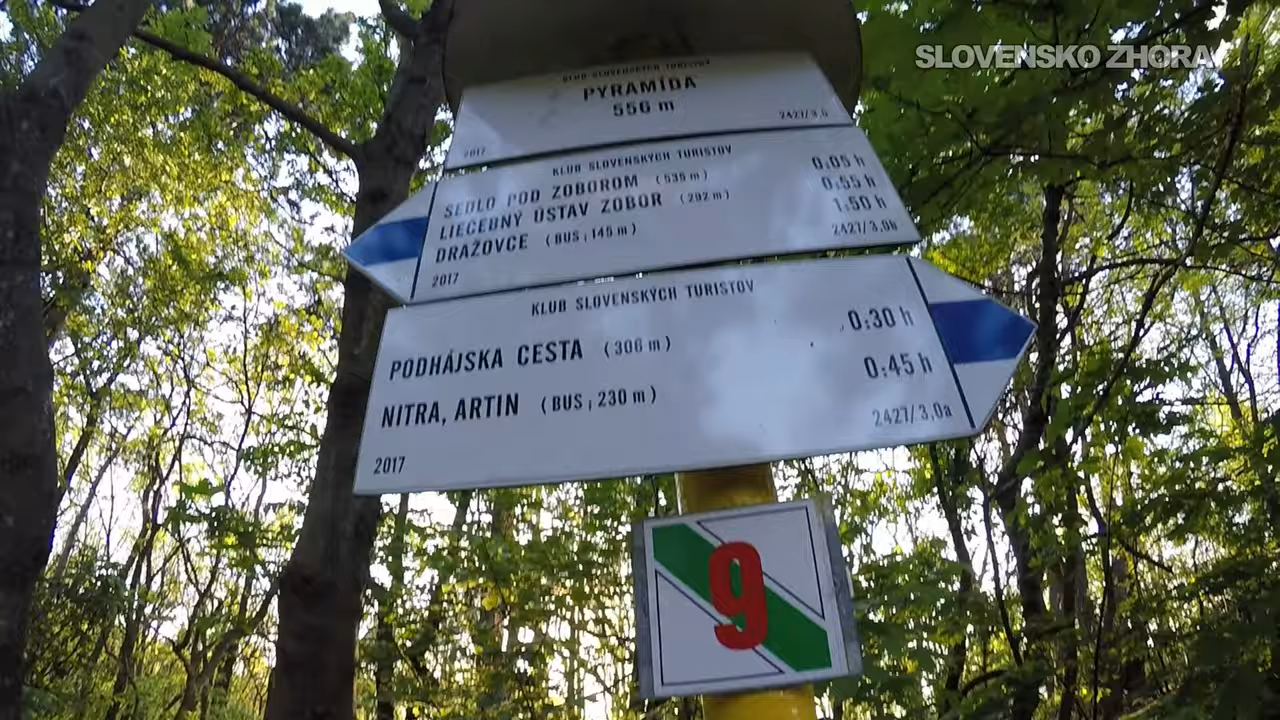 SLOVENSKO ZHORA
KLUB SLOVENSKÝCH TURISTOV
PYRAMÍDA
556 m
2017 2427/3,0
KLUB SLOVENSKÝCH TURISTOV
SEDLO POD ZOBOROM (535 m) 0:05 h
LIEČEBNÝ ÚSTAV ZOBOR (292 m) 0:55 h
DRAŽOVCE (BUS; 145 m) 1:50 h
2017 2427/3,0b
KLUB SLOVENSKÝCH TURISTOV
PODHÁJSKA CESTA (306 m) 0:30 h
NITRA, ARTIN (BUS; 230 m) 0:45 h
2017 2427/3,0a
9